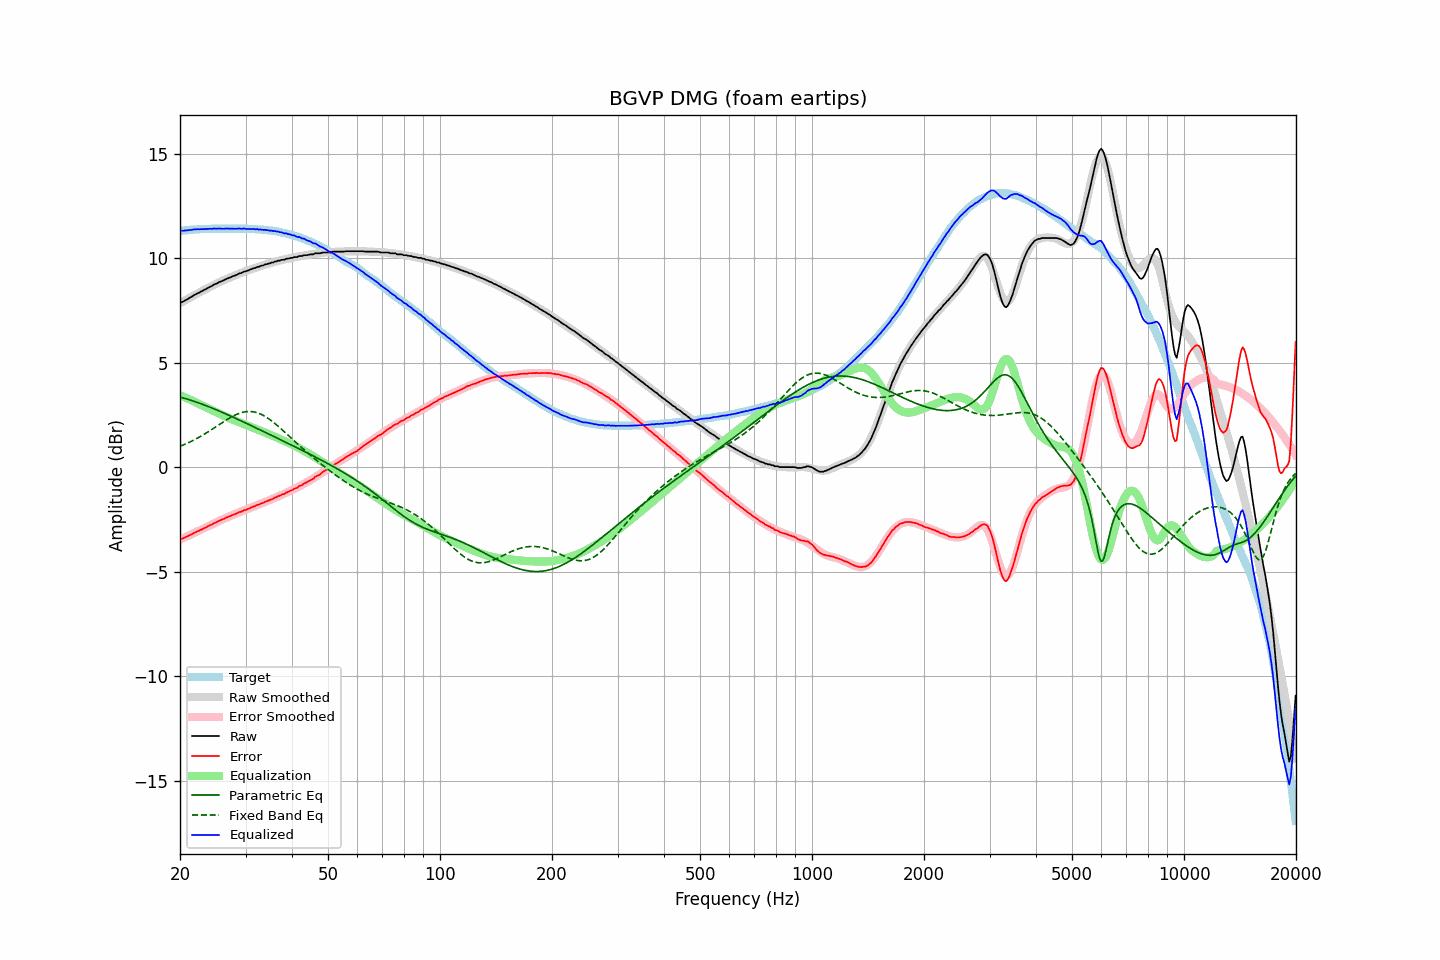 BGVP DMG (foam eartips)
Amplitude (dBr)
15
10
5
0
−5
−10
−15
Target
Raw Smoothed
Error Smoothed
Raw
Error
Equalization
Parametric Eq
Fixed Band Eq
Equalized
20 50 100 200 500 1000 2000 5000 10000 20000
Frequency (Hz)